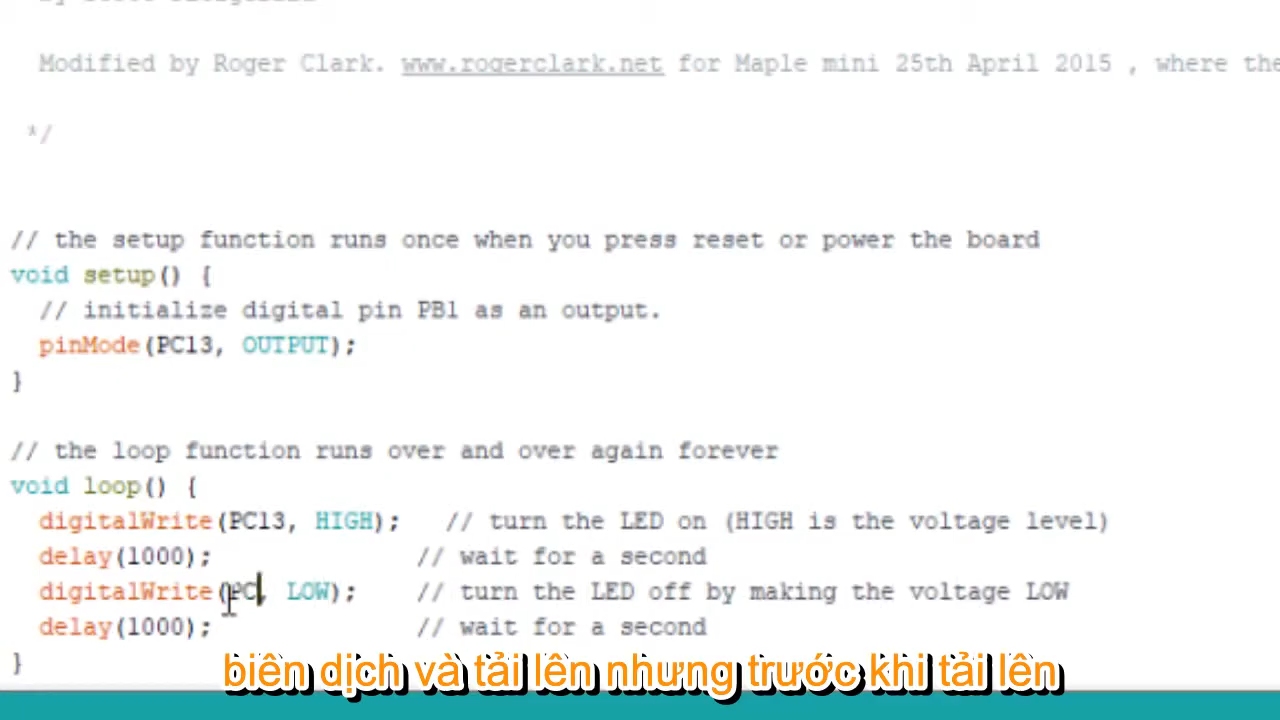 Modified by Roger Clark. www.rogerclark.net for Maple mini 25th April 2015 , where the
*/
// the setup function runs once when you press reset or power the board
void setup() {
// initialize digital pin PB1 as an output.
pinMode(PC13, OUTPUT);
}
// the loop function runs over and over again forever
void loop() {
digitalWrite(PC13, HIGH); // turn the LED on (HIGH is the voltage level)
delay(1000); // wait for a second
digitalWrite(PC, LOW); // turn the LED off by making the voltage LOW
delay(1000); // wait for a second
}
biên dịch và tải lên nhưng trước khi tải lên